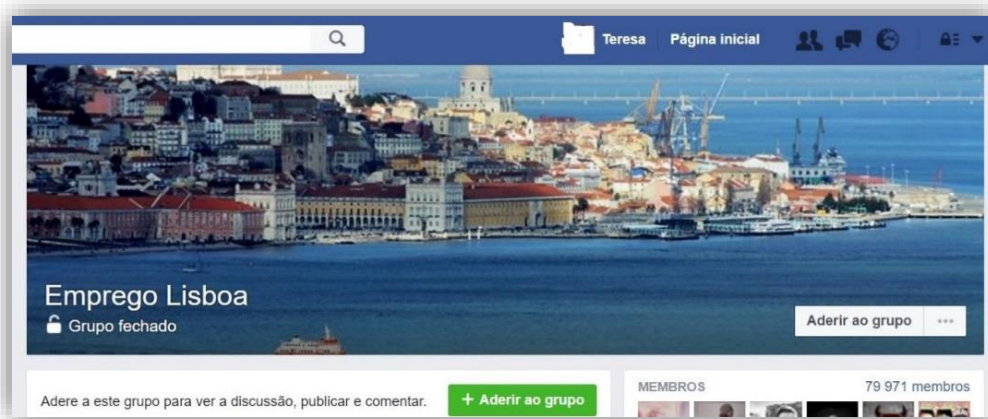 Teresa Página inicial
Emprego Lisboa
Grupo fechado
Aderir ao grupo
Adere a este grupo para ver a discussão, publicar e comentar.
+ Aderir ao grupo
MEMBROS 79 971 membros